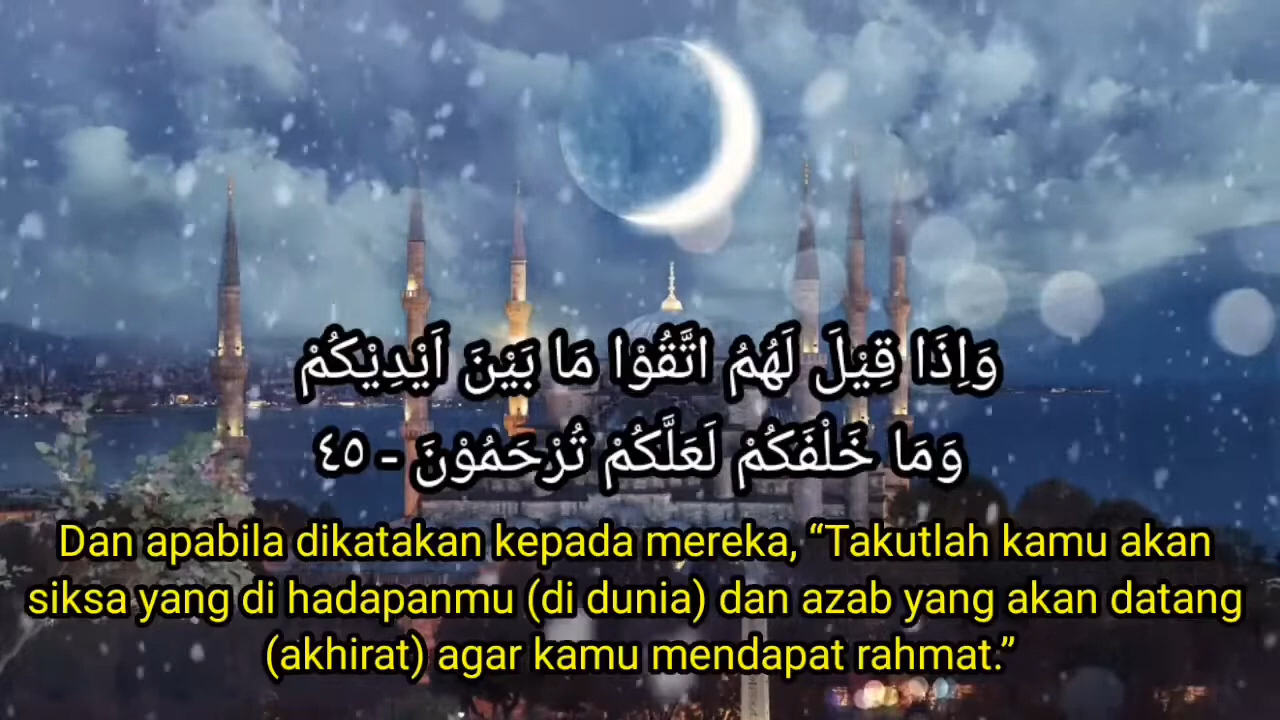 وَاِذَا قِيْلَ لَهُمُ اتَّقُوْا مَا بَيْنَ اَيْدِيْكُمْ
وَمَا خَلْفَكُمْ لَعَلَّكُمْ تُرْحَمُوْنَ - ٤٥
Dan apabila dikatakan kepada mereka, “Takutlah kamu akan
siksa yang di hadapanmu (di dunia) dan azab yang akan datang
(akhirat) agar kamu mendapat rahmat.”